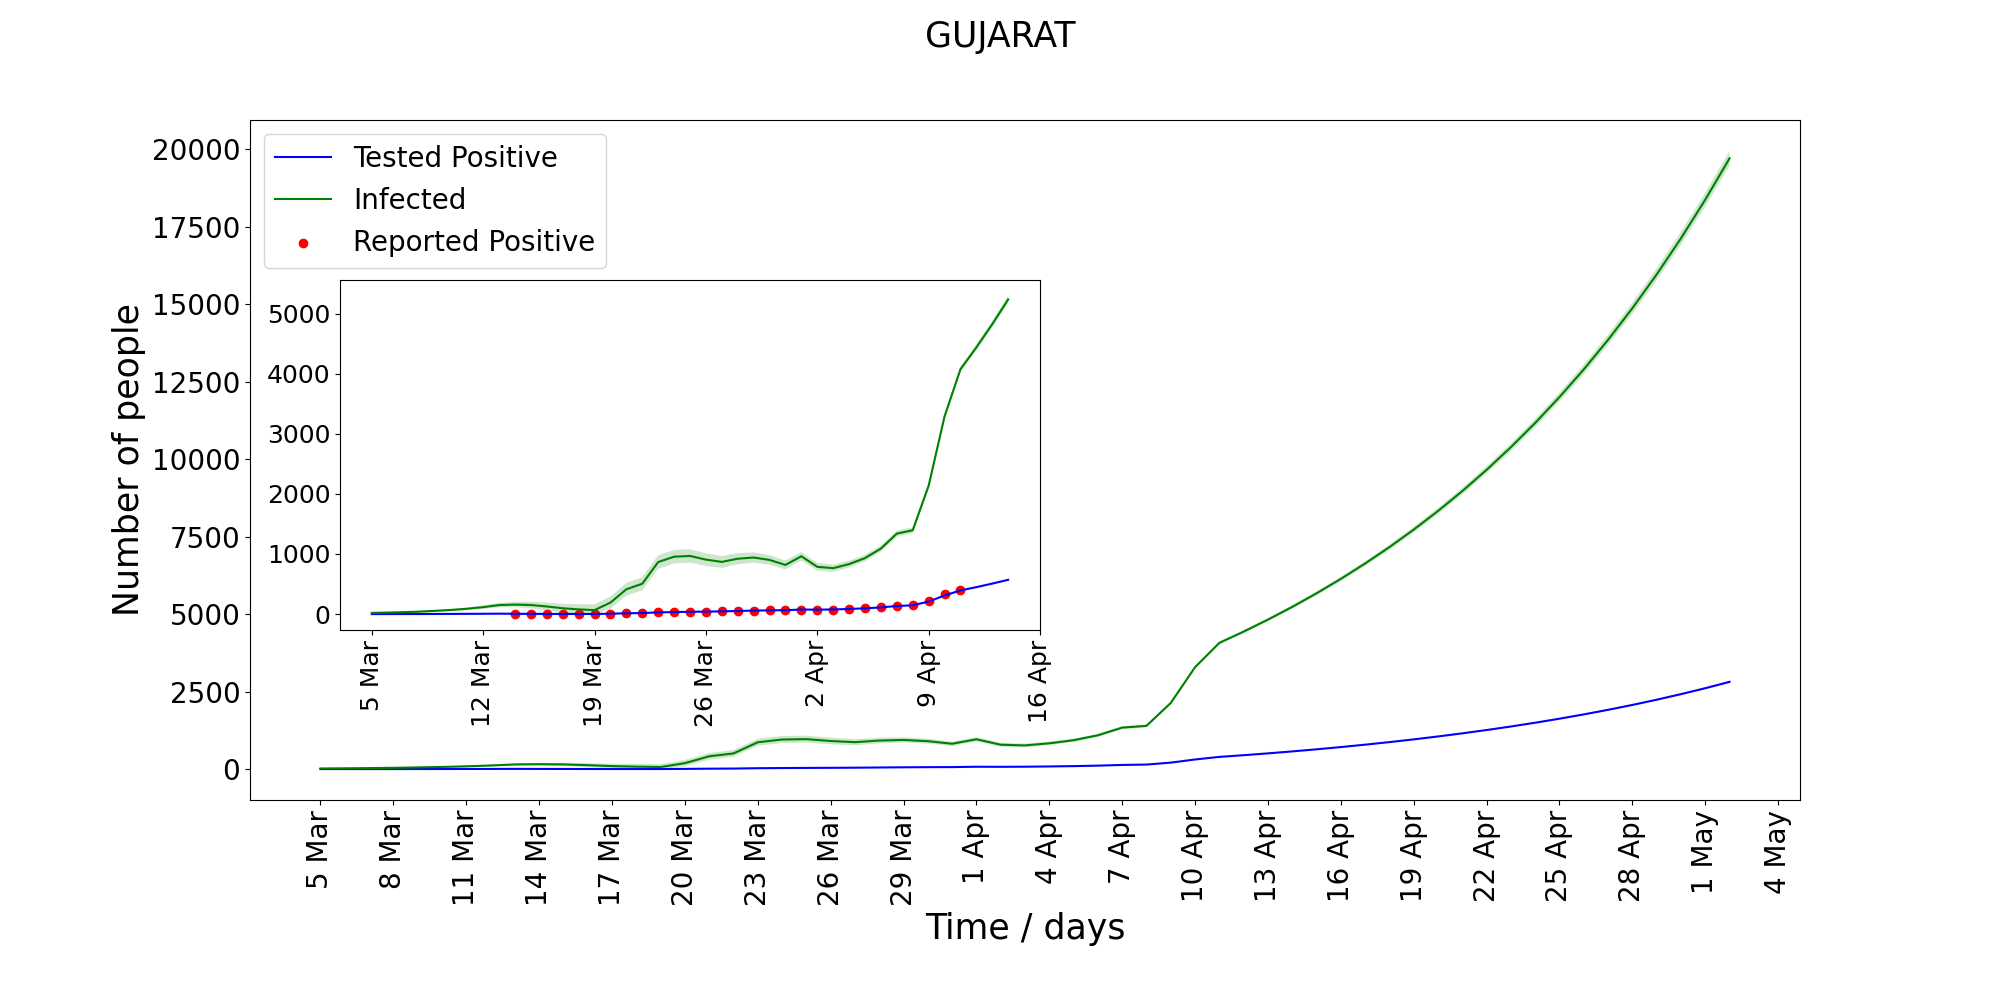 GUJARAT
Tested Positive
Infected
Reported Positive
Number of people
20000
17500
15000
12500
10000
7500
5000
2500
0
5000
4000
3000
2000
1000
0
5 Mar
12 Mar
19 Mar
26 Mar
2 Apr
9 Apr
16 Apr
5 Mar
8 Mar
11 Mar
14 Mar
17 Mar
20 Mar
23 Mar
26 Mar
29 Mar
1 Apr
4 Apr
7 Apr
10 Apr
13 Apr
16 Apr
19 Apr
22 Apr
25 Apr
28 Apr
1 May
4 May
Time / days